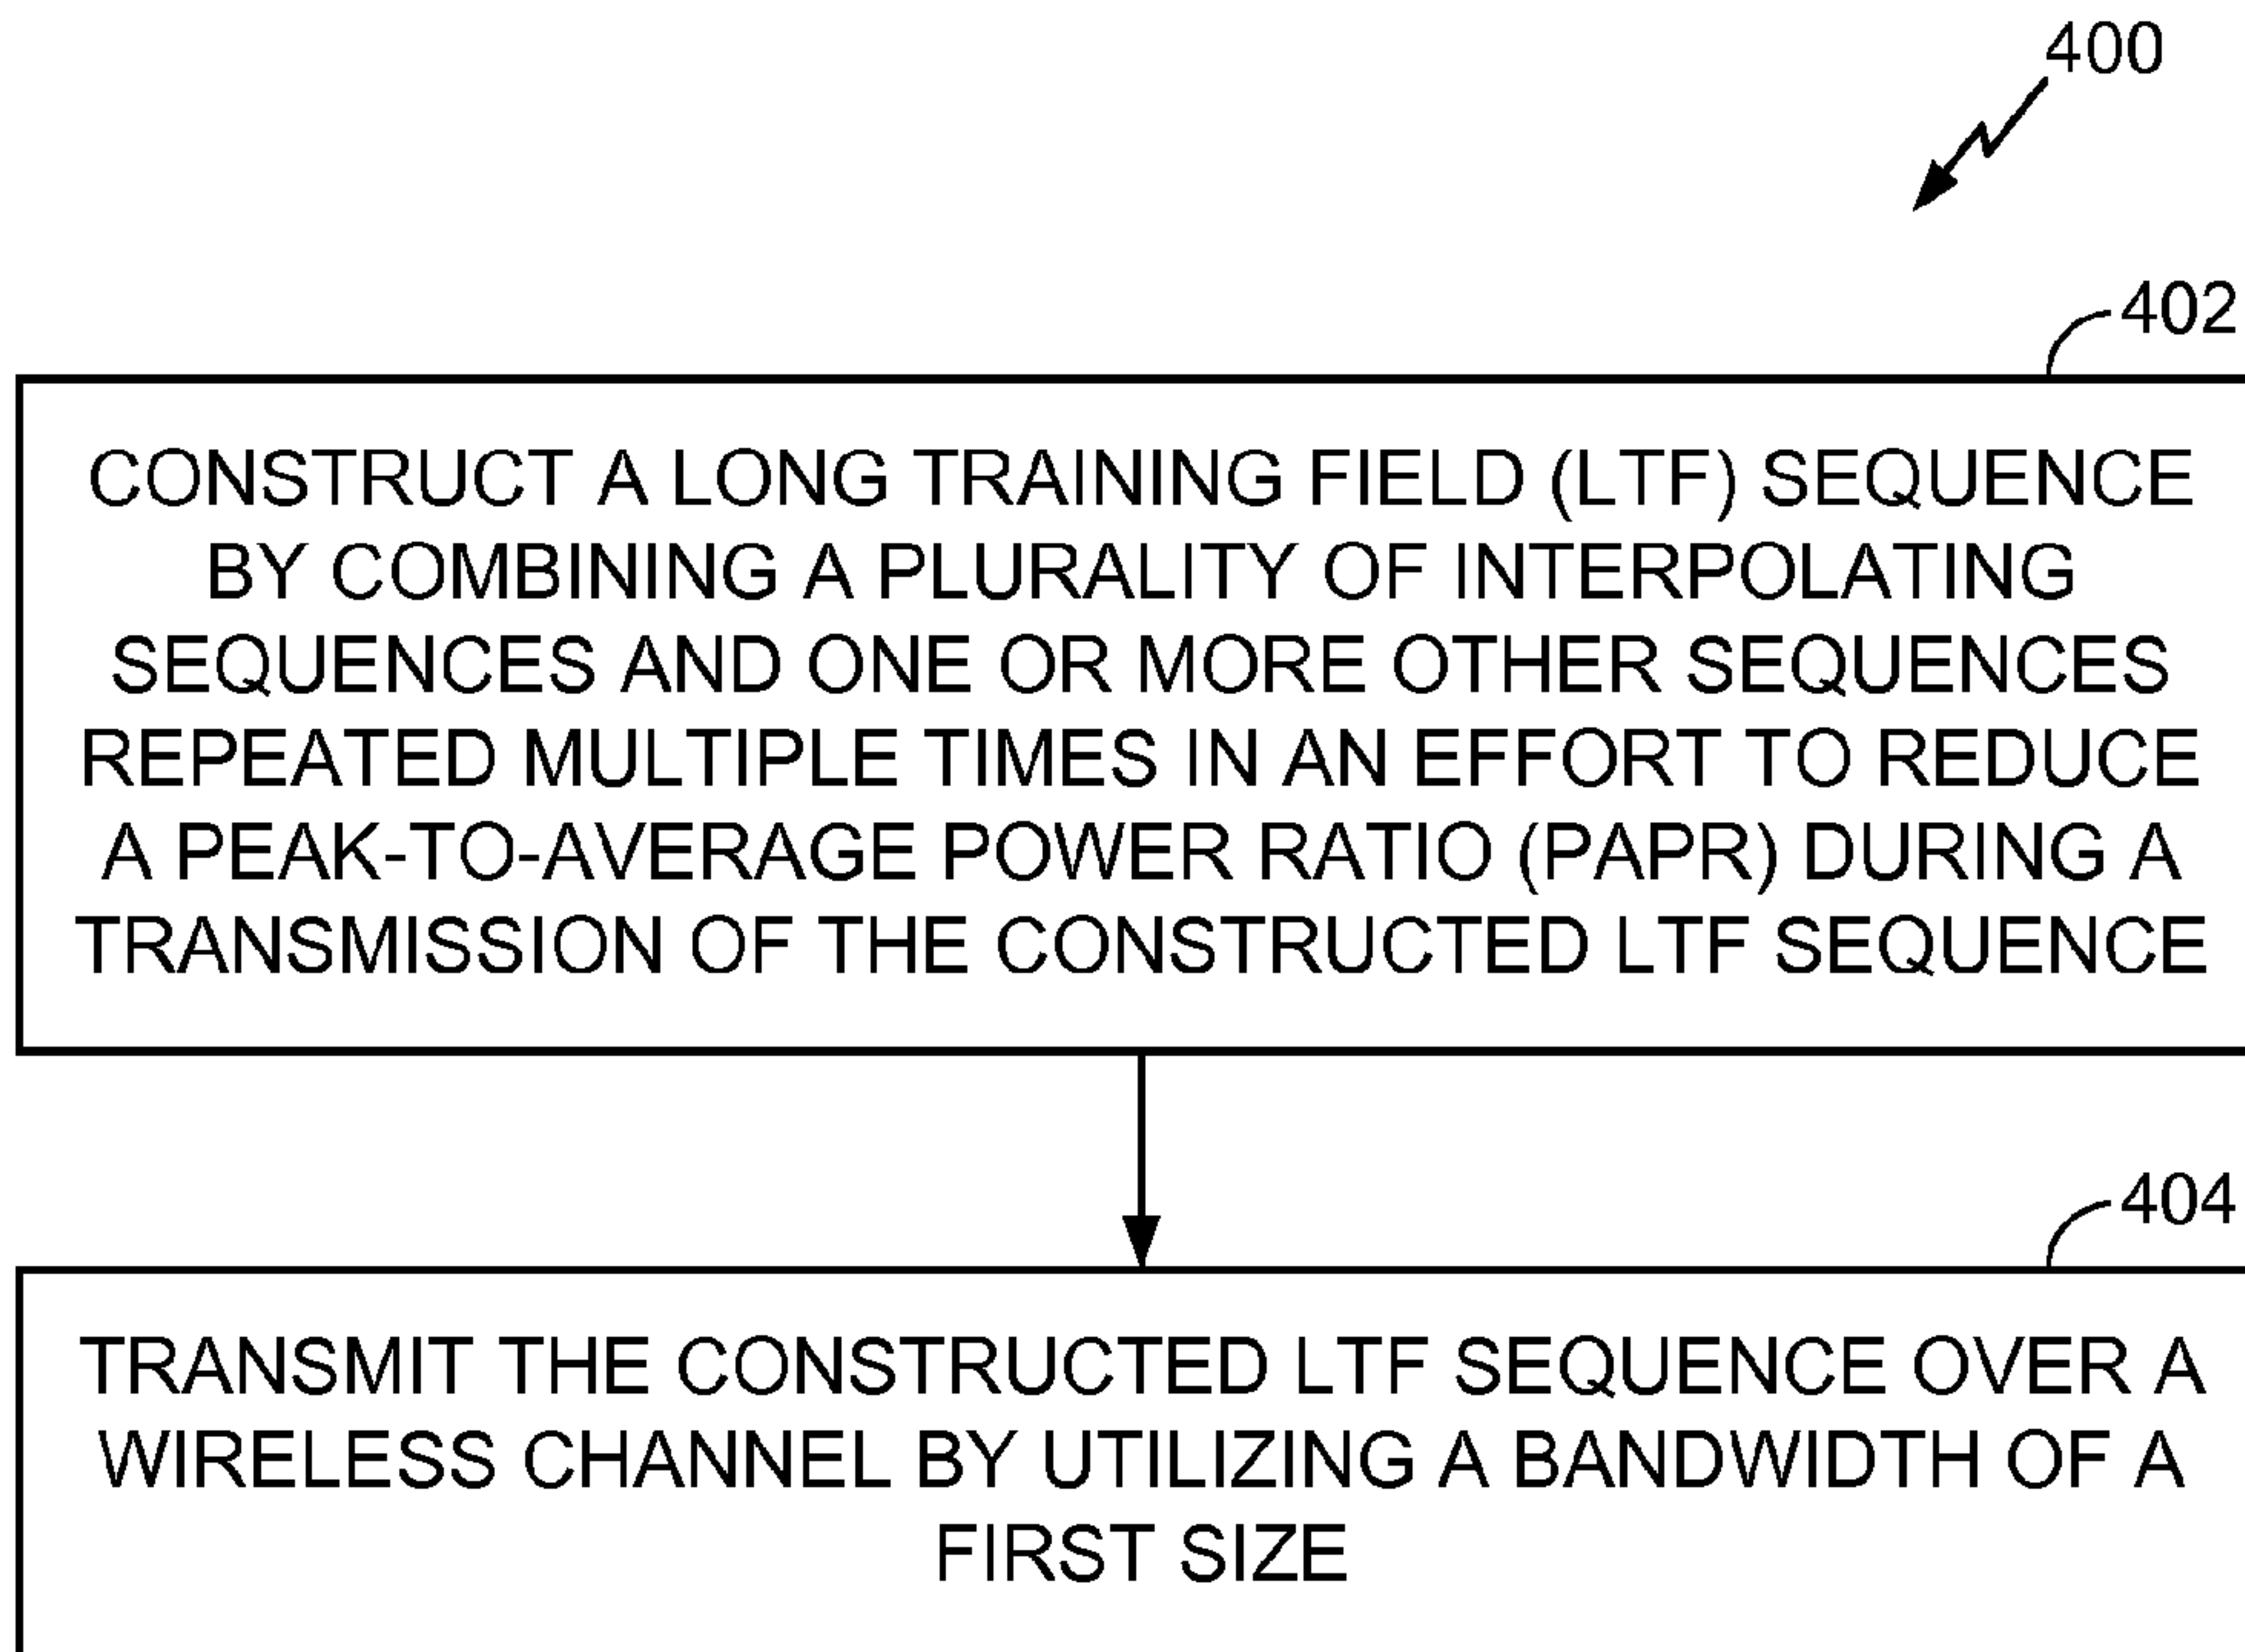 400
402
CONSTRUCT A LONG TRAINING FIELD (LTF) SEQUENCE
BY COMBINING A PLURALITY OF INTERPOLATING
SEQUENCES AND ONE OR MORE OTHER SEQUENCES
REPEATED MULTIPLE TIMES IN AN EFFORT TO REDUCE
A PEAK-TO-AVERAGE POWER RATIO (PAPR) DURING A
TRANSMISSION OF THE CONSTRUCTED LTF SEQUENCE
404
TRANSMIT THE CONSTRUCTED LTF SEQUENCE OVER A
WIRELESS CHANNEL BY UTILIZING A BANDWIDTH OF A
FIRST SIZE